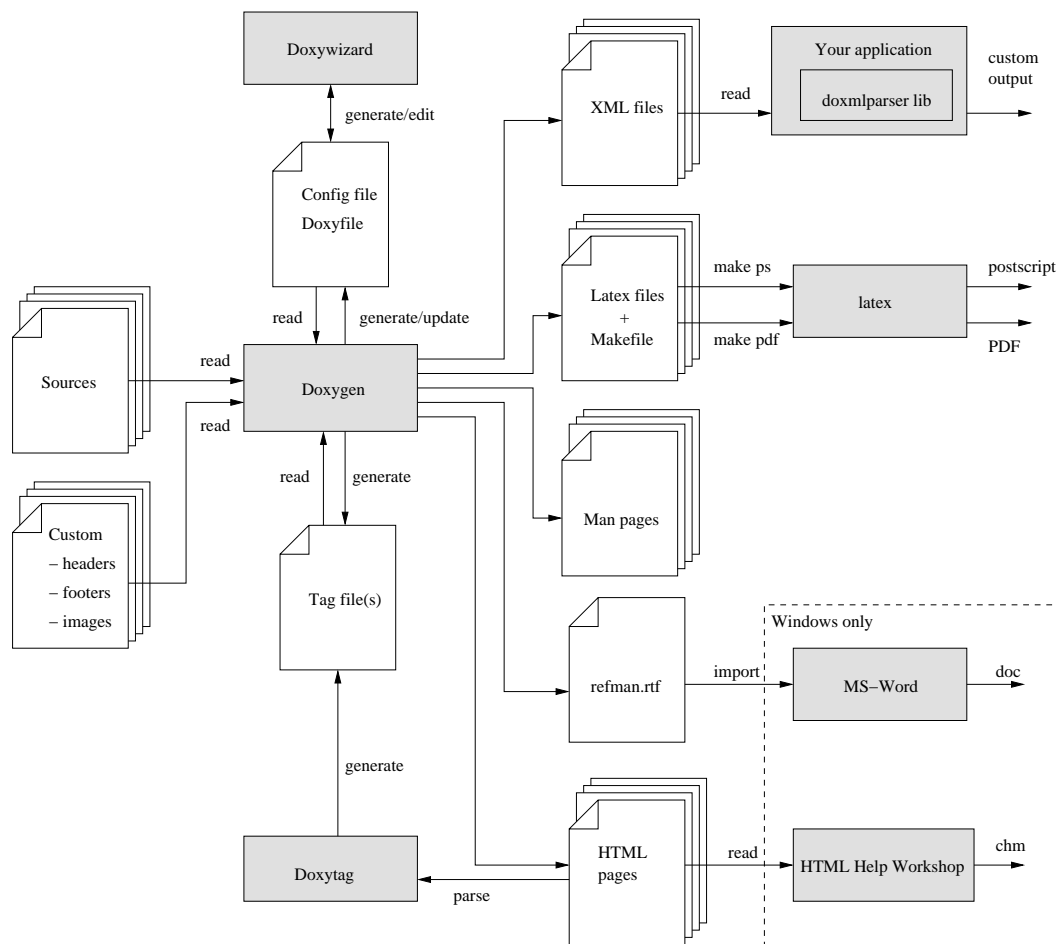 Doxywizard
generate/edit
Config file
Doxyfile
read
generate/update
Sources
read
Doxygen
read
Custom
– headers
– footers
– images
read
generate
Tag file(s)
generate
Doxytag
parse
XML files
read
Your application
doxmlparser lib
custom
output
Latex files
+
Makefile
make ps
make pdf
latex
postscript
PDF
Man pages
refman.rtf
import
Windows only
MS–Word
doc
HTML
pages
read
HTML Help Workshop
chm